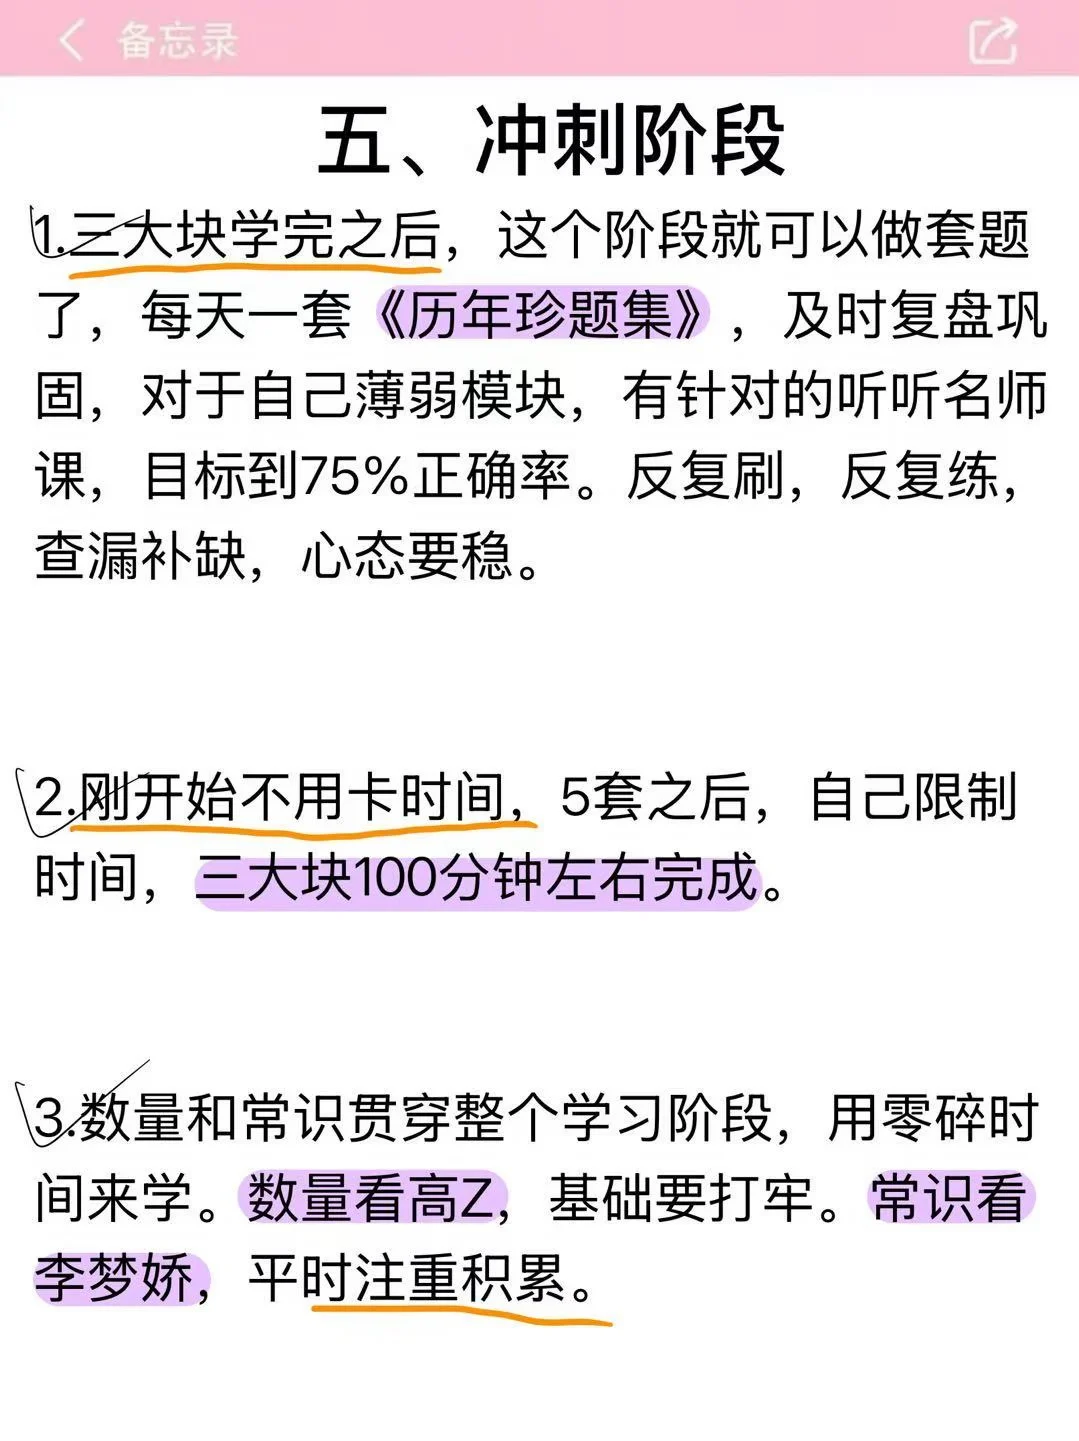 备忘录
五、冲刺阶段
1.三大块学完之后，这个阶段就可以做套题
了，每天一套《历年珍题集》，及时复盘巩
固，对于自己薄弱模块，有针对的听听名师
课，目标到75%正确率。反复刷，反复练，
查漏补缺，心态要稳。
2.刚开始不用卡时间，5套之后，自己限制
时间，三大块100分钟左右完成。
3.数量和常识贯穿整个学习阶段，用零碎时
间来学。数量看高Z，基础要打牢。常识看
李梦娇，平时注重积累。